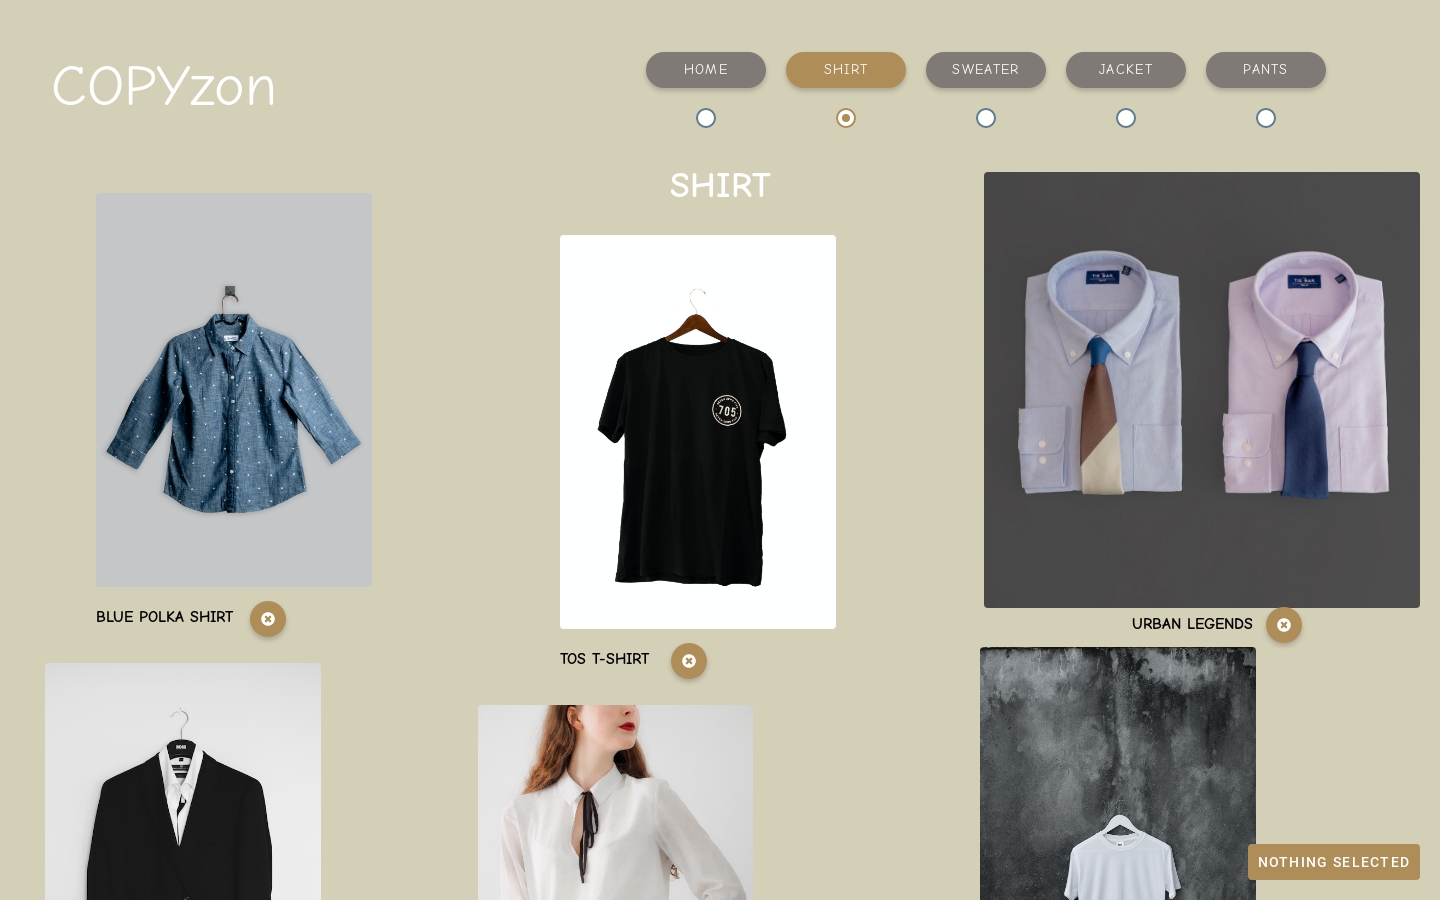 COPYzon
HOME
SHIRT
SWEATER
JACKET
PANTS
SHIRT
705
BLUE POLKA SHIRT
TOS T-SHIRT
URBAN LEGENDS
NOTHING SELECTED